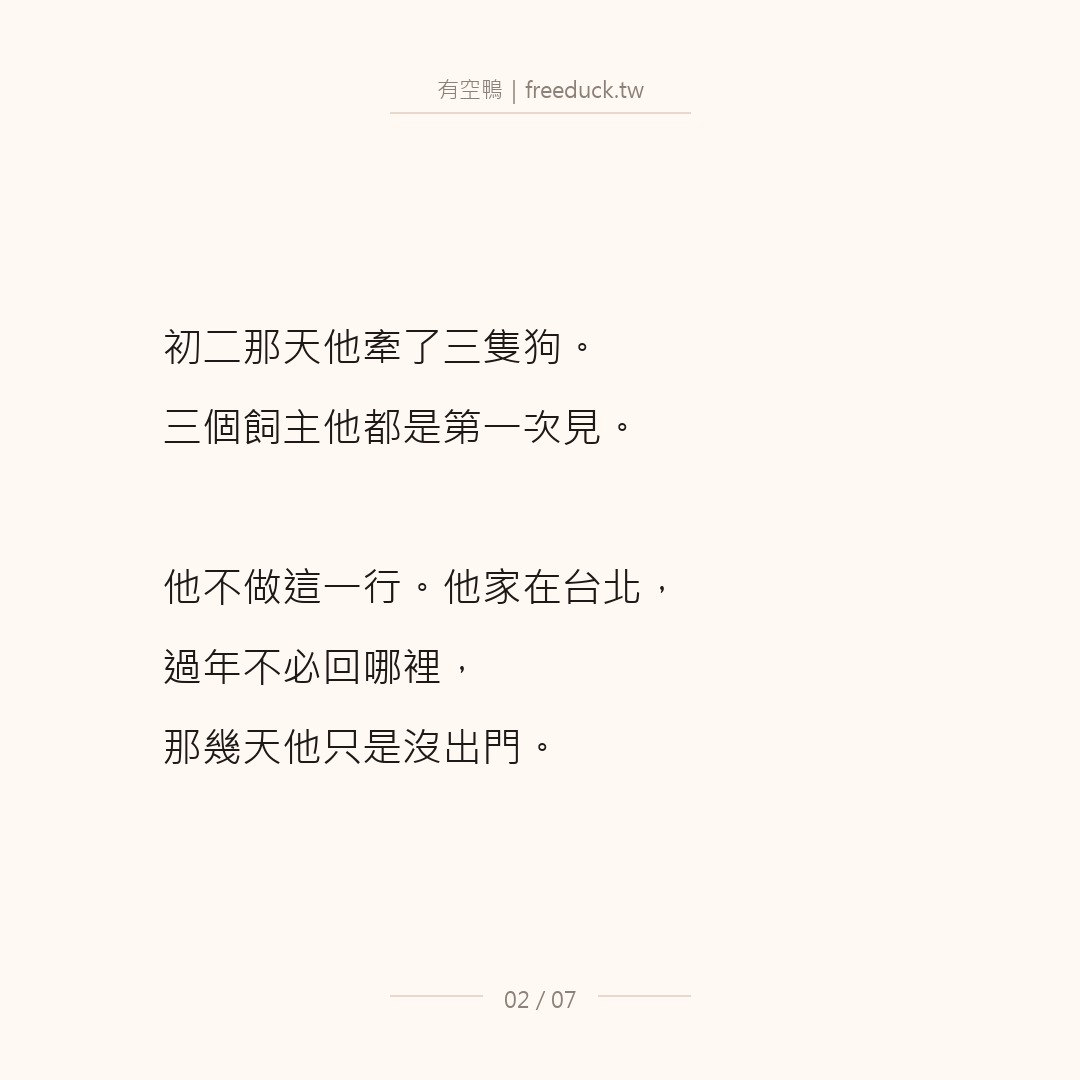 有空鴨｜freeduck.tw
初二那天他牽了三隻狗。
三個飼主他都是第一次見。
他不做這一行。他家在台北，
過年不必回哪裡，
那幾天他只是沒出門。
02 / 07